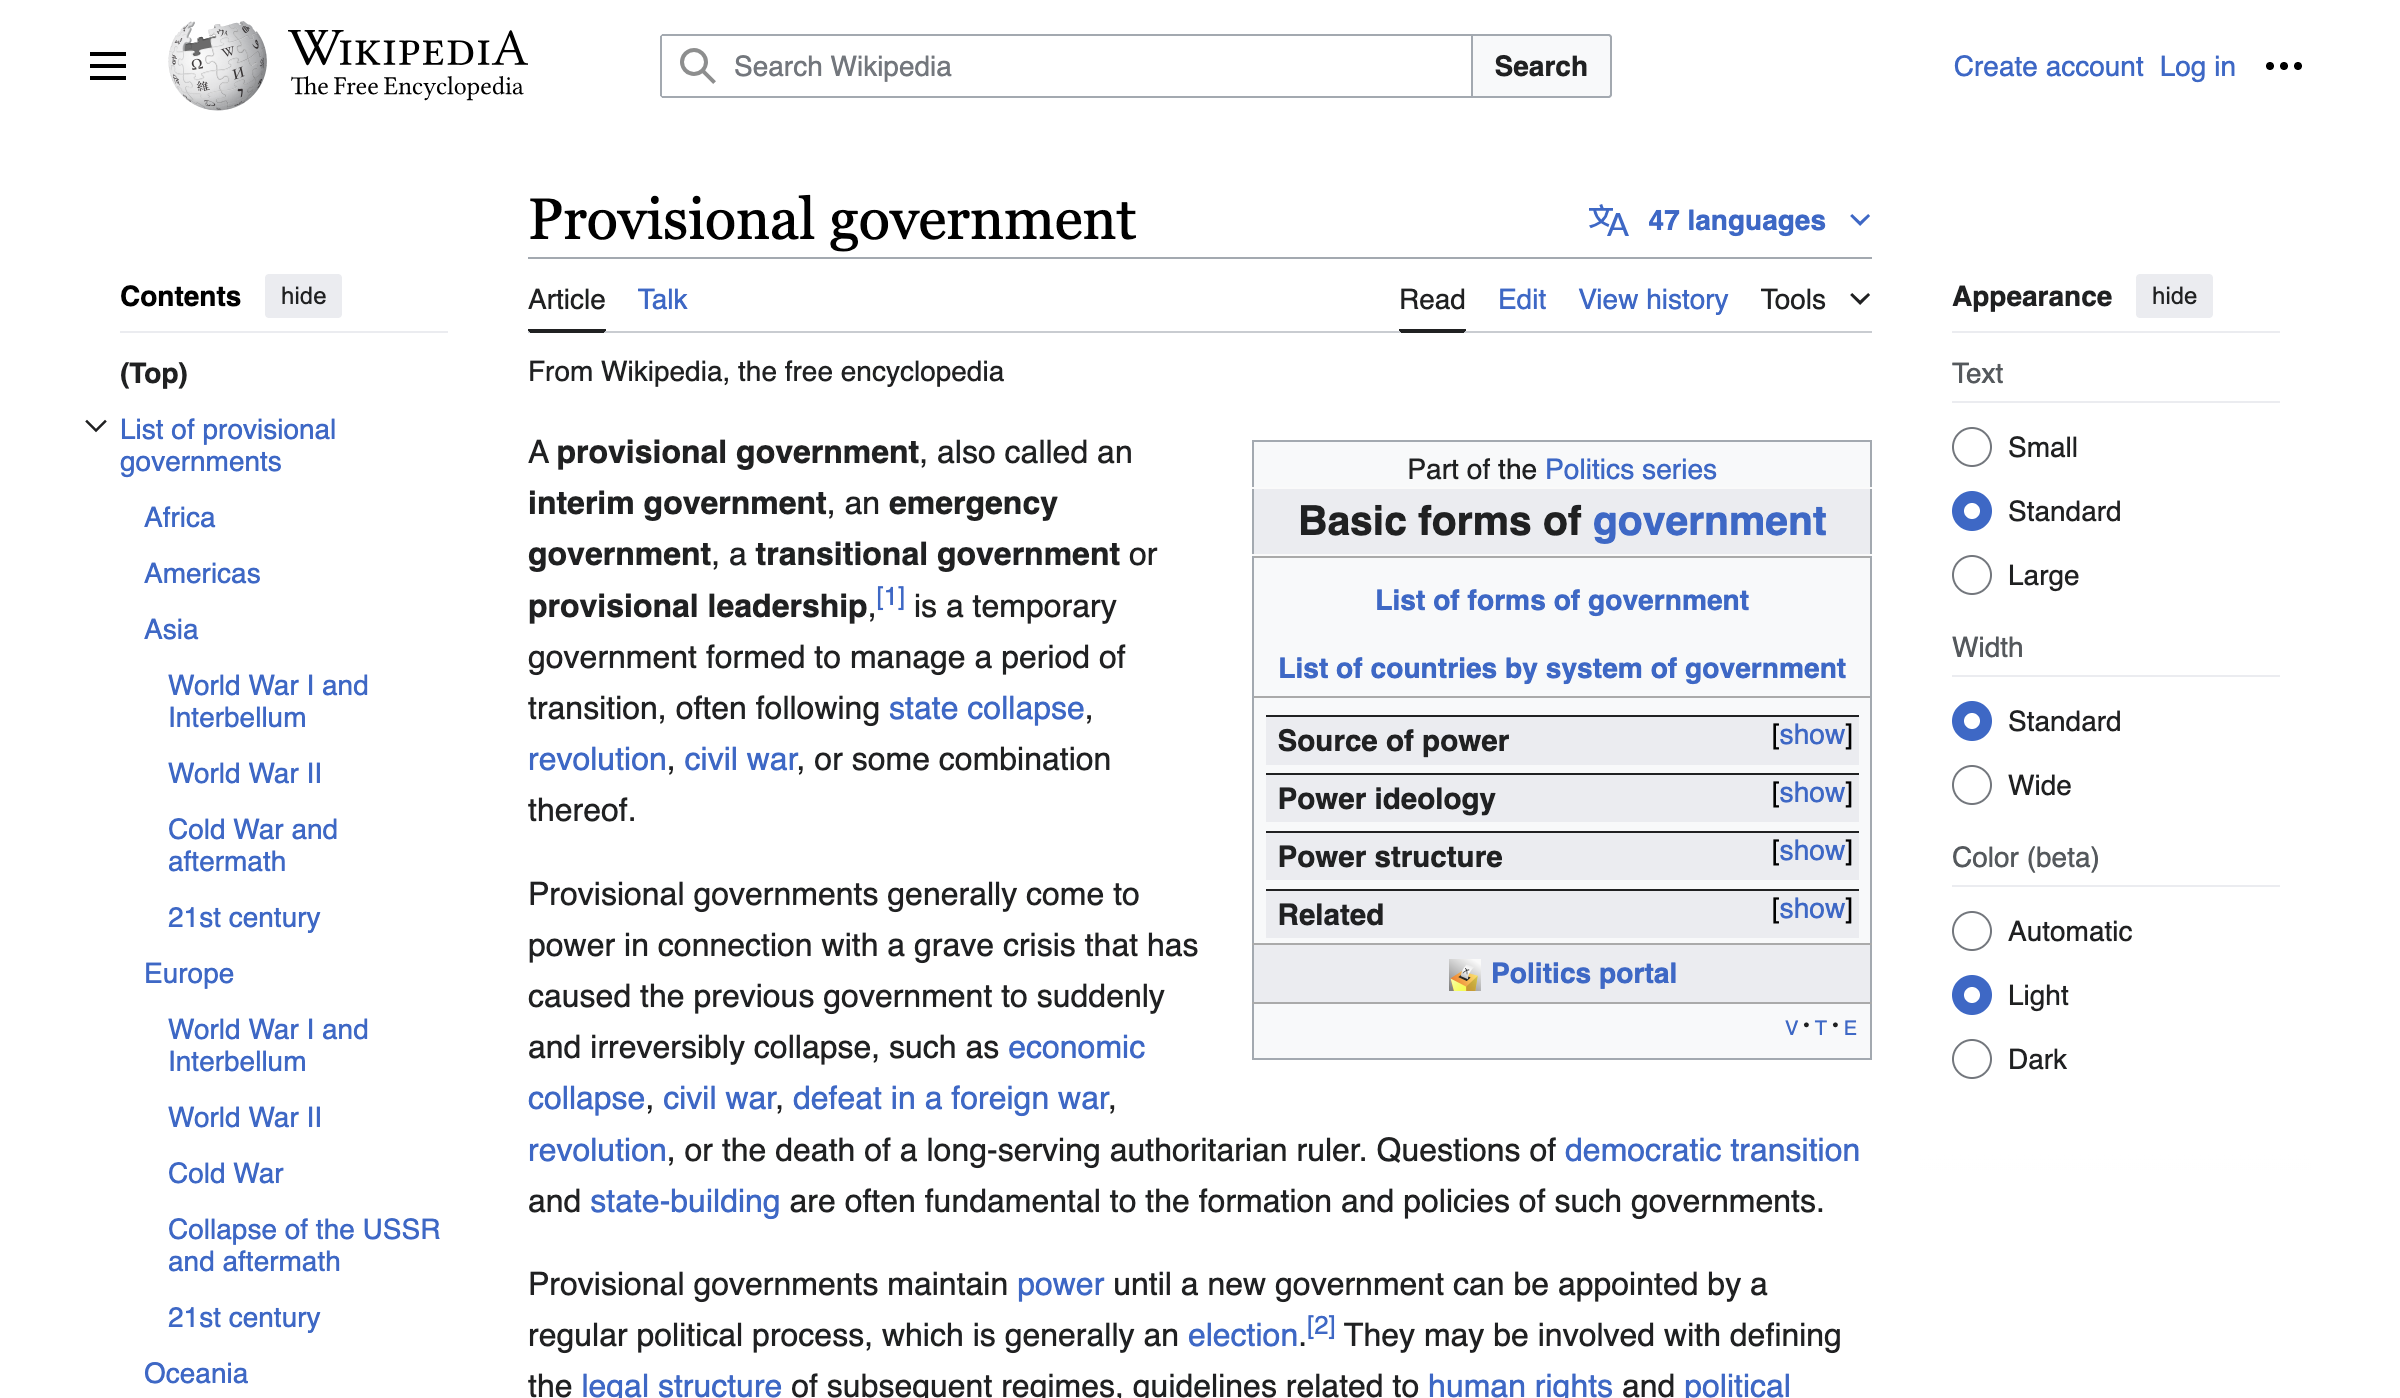 WIKIPEDIA
The Free Encyclopedia
Search Wikipedia
Search
Create account Log in
Provisional government
47 languages
Contents hide
(Top)
List of provisional
governments
Africa
Americas
Asia
World War I and
Interbellum
World War II
Cold War and
aftermath
21st century
Europe
World War I and
Interbellum
World War II
Cold War
Collapse of the USSR
and aftermath
21st century
Oceania
Article Talk
Read Edit View history Tools
From Wikipedia, the free encyclopedia
A provisional government, also called an
interim government, an emergency
government, a transitional government or
provisional leadership,[1] is a temporary
government formed to manage a period of
transition, often following state collapse,
revolution, civil war, or some combination
thereof.
Provisional governments generally come to
power in connection with a grave crisis that has
caused the previous government to suddenly
and irreversibly collapse, such as economic
collapse, civil war, defeat in a foreign war,
revolution, or the death of a long-serving authoritarian ruler. Questions of democratic transition
and state-building are often fundamental to the formation and policies of such governments.
Provisional governments maintain power until a new government can be appointed by a
regular political process, which is generally an election.[2] They may be involved with defining
the legal structure of subsequent regimes, guidelines related to human rights and political
Part of the Politics series
Basic forms of government
List of forms of government
List of countries by system of government
Source of power [show]
Power ideology [show]
Power structure [show]
Related [show]
Politics portal
V • T • E
Appearance hide
Text
Small
Standard
Large
Width
Standard
Wide
Color (beta)
Automatic
Light
Dark